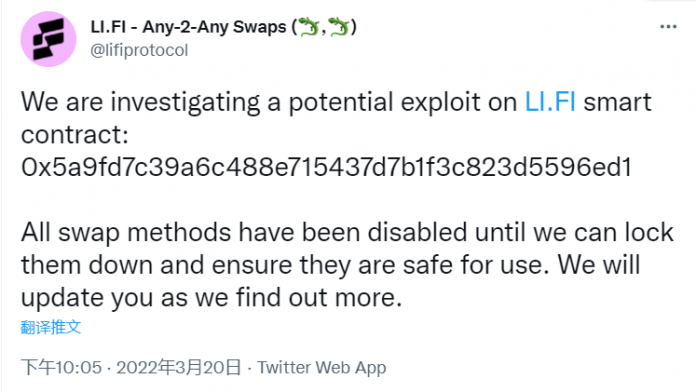 LI.FI - Any-2-Any Swaps (🦎,🦎)
@lifiprotocol
We are investigating a potential exploit on LI.FI smart
contract:
0x5a9fd7c39a6c488e715437d7b1f3c823d5596ed1
All swap methods have been disabled until we can lock
them down and ensure they are safe for use. We will
update you as we find out more.
翻译推文
下午10:05 · 2022年3月20日 · Twitter Web App